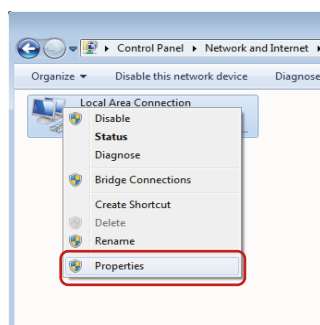 Control Panel Network and Internet
Organize Disable this network device Diagnose
Local Area Connection
Disable
Status
Diagnose
Bridge Connections
Create Shortcut
Delete
Rename
Properties